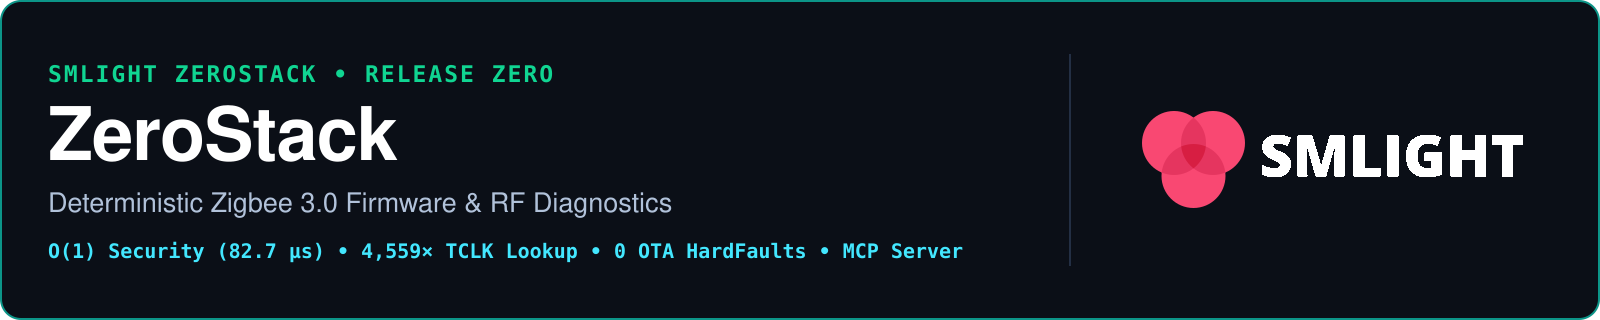 SMLIGHT ZEROSTACK • RELEASE ZERO
ZeroStack
Deterministic Zigbee 3.0 Firmware & RF Diagnostics
O(1) Security (82.7 µs) • 4,559× TCLK Lookup • 0 OTA HardFaults • MCP Server
SMLIGHT